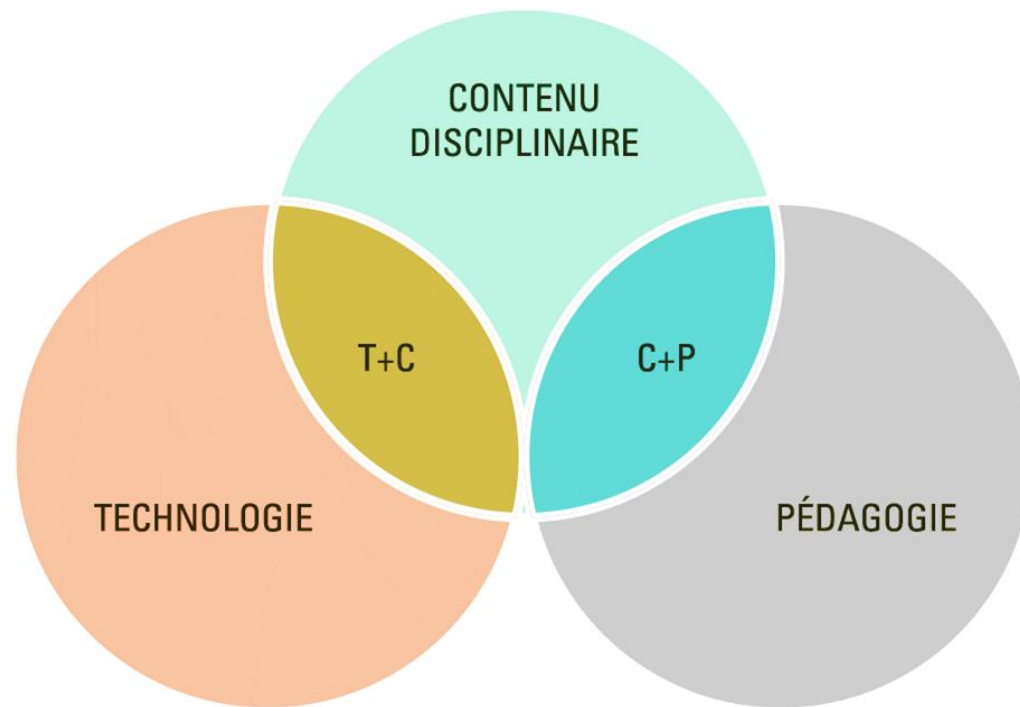 CONTENU
DISCIPLINAIRE
T+C
C+P
TECHNOLOGIE
PÉDAGOGIE